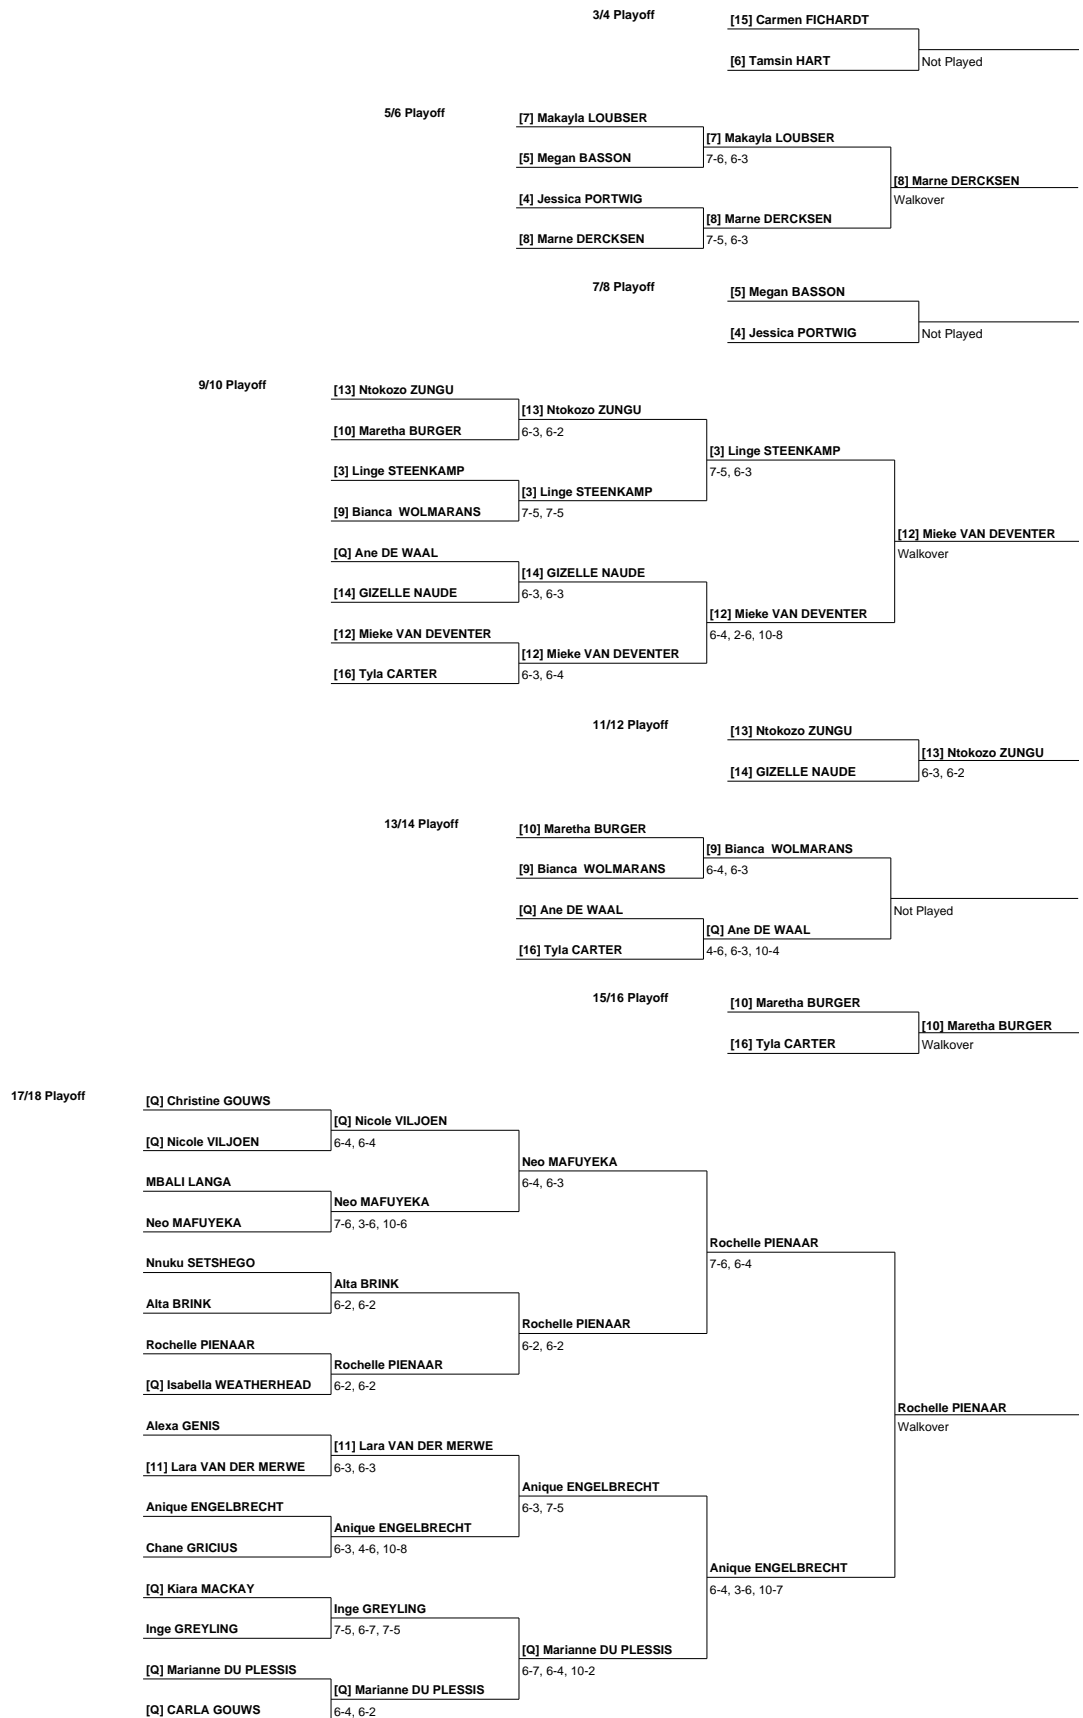 3/4 Playoff
[15] Carmen FICHARDT
[6] Tamsin HART
Not Played
5/6 Playoff
[7] Makayla LOUBSER
[7] Makayla LOUBSER
[5] Megan BASSON
7-6, 6-3
[8] Marne DERCKSEN
[4] Jessica PORTWIG
Walkover
[8] Marne DERCKSEN
[8] Marne DERCKSEN
7-5, 6-3
7/8 Playoff
[5] Megan BASSON
[4] Jessica PORTWIG
Not Played
9/10 Playoff
[13] Ntokozo ZUNGU
[13] Ntokozo ZUNGU
[10] Maretha BURGER
6-3, 6-2
[3] Linge STEENKAMP
[3] Linge STEENKAMP
7-5, 6-3
[3] Linge STEENKAMP
[9] Bianca  WOLMARANS
7-5, 7-5
[12] Mieke VAN DEVENTER
[Q] Ane DE WAAL
Walkover
[14] GIZELLE NAUDE
[14] GIZELLE NAUDE
6-3, 6-3
[12] Mieke VAN DEVENTER
[12] Mieke VAN DEVENTER
6-4, 2-6, 10-8
[12] Mieke VAN DEVENTER
[16] Tyla CARTER
6-3, 6-4
11/12 Playoff
[13] Ntokozo ZUNGU
[13] Ntokozo ZUNGU
[14] GIZELLE NAUDE
6-3, 6-2
13/14 Playoff
[10] Maretha BURGER
[9] Bianca  WOLMARANS
[9] Bianca  WOLMARANS
6-4, 6-3
[Q] Ane DE WAAL
Not Played
[Q] Ane DE WAAL
[16] Tyla CARTER
4-6, 6-3, 10-4
15/16 Playoff
[10] Maretha BURGER
[10] Maretha BURGER
[16] Tyla CARTER
Walkover
17/18 Playoff
[Q] Christine GOUWS
[Q] Nicole VILJOEN
[Q] Nicole VILJOEN
6-4, 6-4
Neo MAFUYEKA
MBALI LANGA
6-4, 6-3
Neo MAFUYEKA
Neo MAFUYEKA
7-6, 3-6, 10-6
Rochelle PIENAAR
Nnuku SETSHEGO
7-6, 6-4
Alta BRINK
Alta BRINK
6-2, 6-2
Rochelle PIENAAR
Rochelle PIENAAR
6-2, 6-2
Rochelle PIENAAR
[Q] Isabella WEATHERHEAD
6-2, 6-2
Rochelle PIENAAR
Alexa GENIS
Walkover
[11] Lara VAN DER MERWE
[11] Lara VAN DER MERWE
6-3, 6-3
Anique ENGELBRECHT
Anique ENGELBRECHT
6-3, 7-5
Anique ENGELBRECHT
Chane GRICIUS
6-3, 4-6, 10-8
Anique ENGELBRECHT
[Q] Kiara MACKAY
6-4, 3-6, 10-7
Inge GREYLING
Inge GREYLING
7-5, 6-7, 7-5
[Q] Marianne DU PLESSIS
[Q] Marianne DU PLESSIS
6-7, 6-4, 10-2
[Q] Marianne DU PLESSIS
[Q] CARLA GOUWS
6-4, 6-2